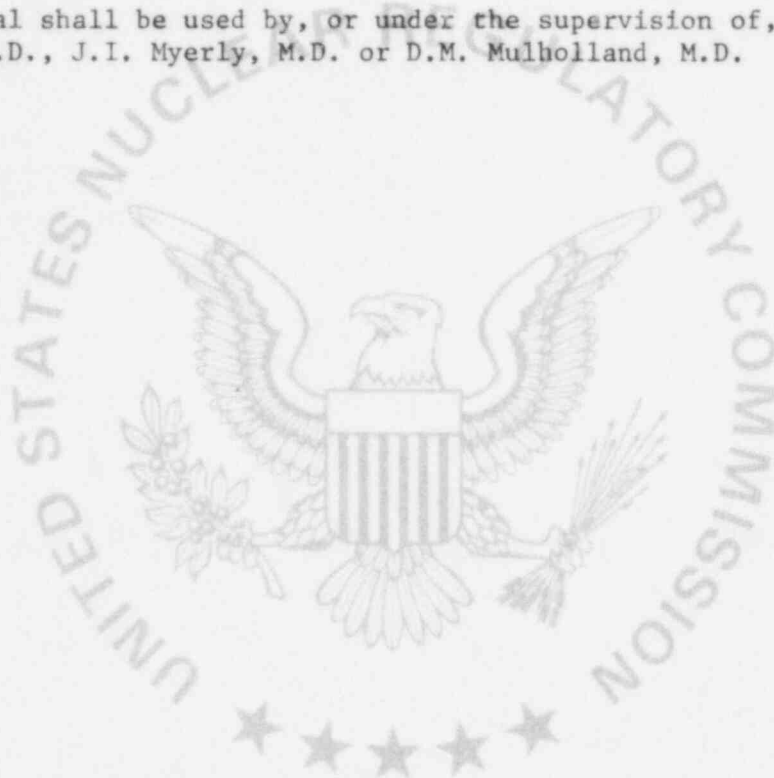 al shall be used by, or under the supervision of,
.D., J.I. Myerly, M.D. or D.M. Mulholland, M.D.
UNITED STATES NUCLEAR REGULATORY COMMISSION